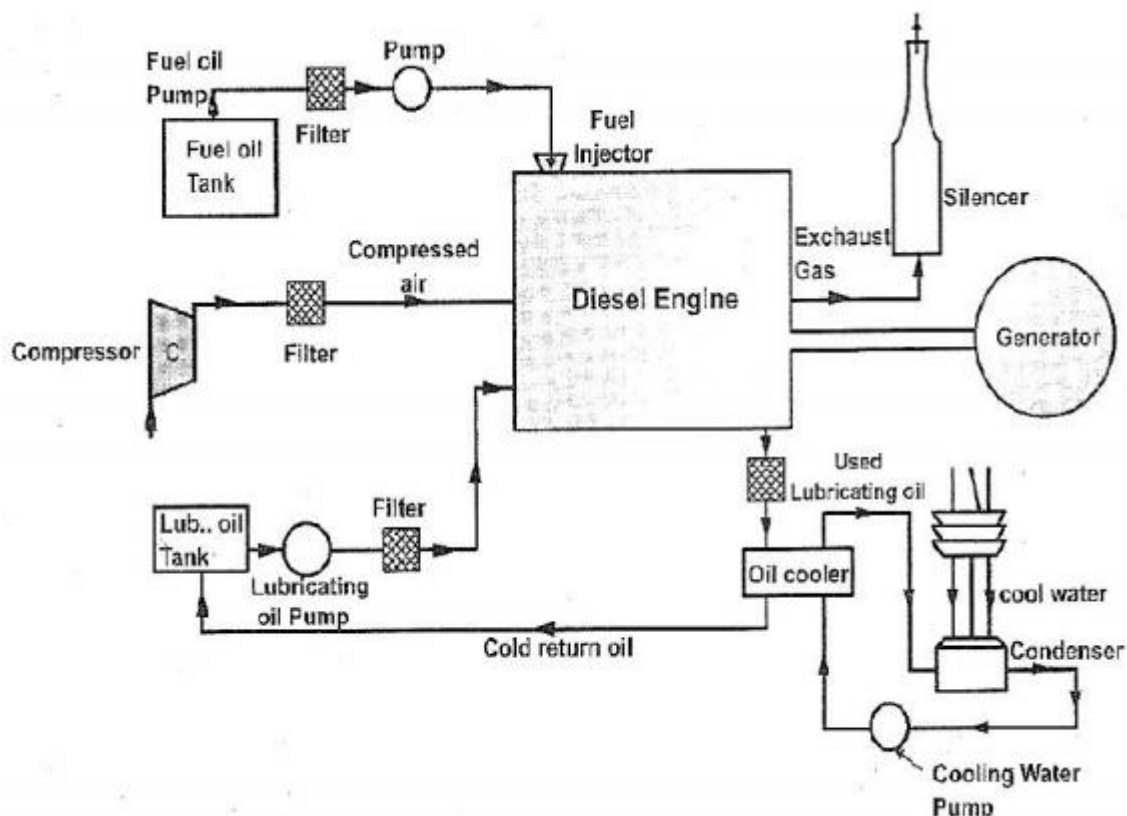 Fuel oil
Pump
Pump
Filter
Fuel oil
Tank
Fuel
Injector
Silencer
Exchaust
Gas
Compressed
air
Diesel Engine
Generator
Compressor
C
Filter
Used
Lubricating oil
Filter
Lub.. oil
Tank
Lubricating
oil Pump
Oil cooler
cool water
Cold return oil
Condenser
Cooling Water
Pump